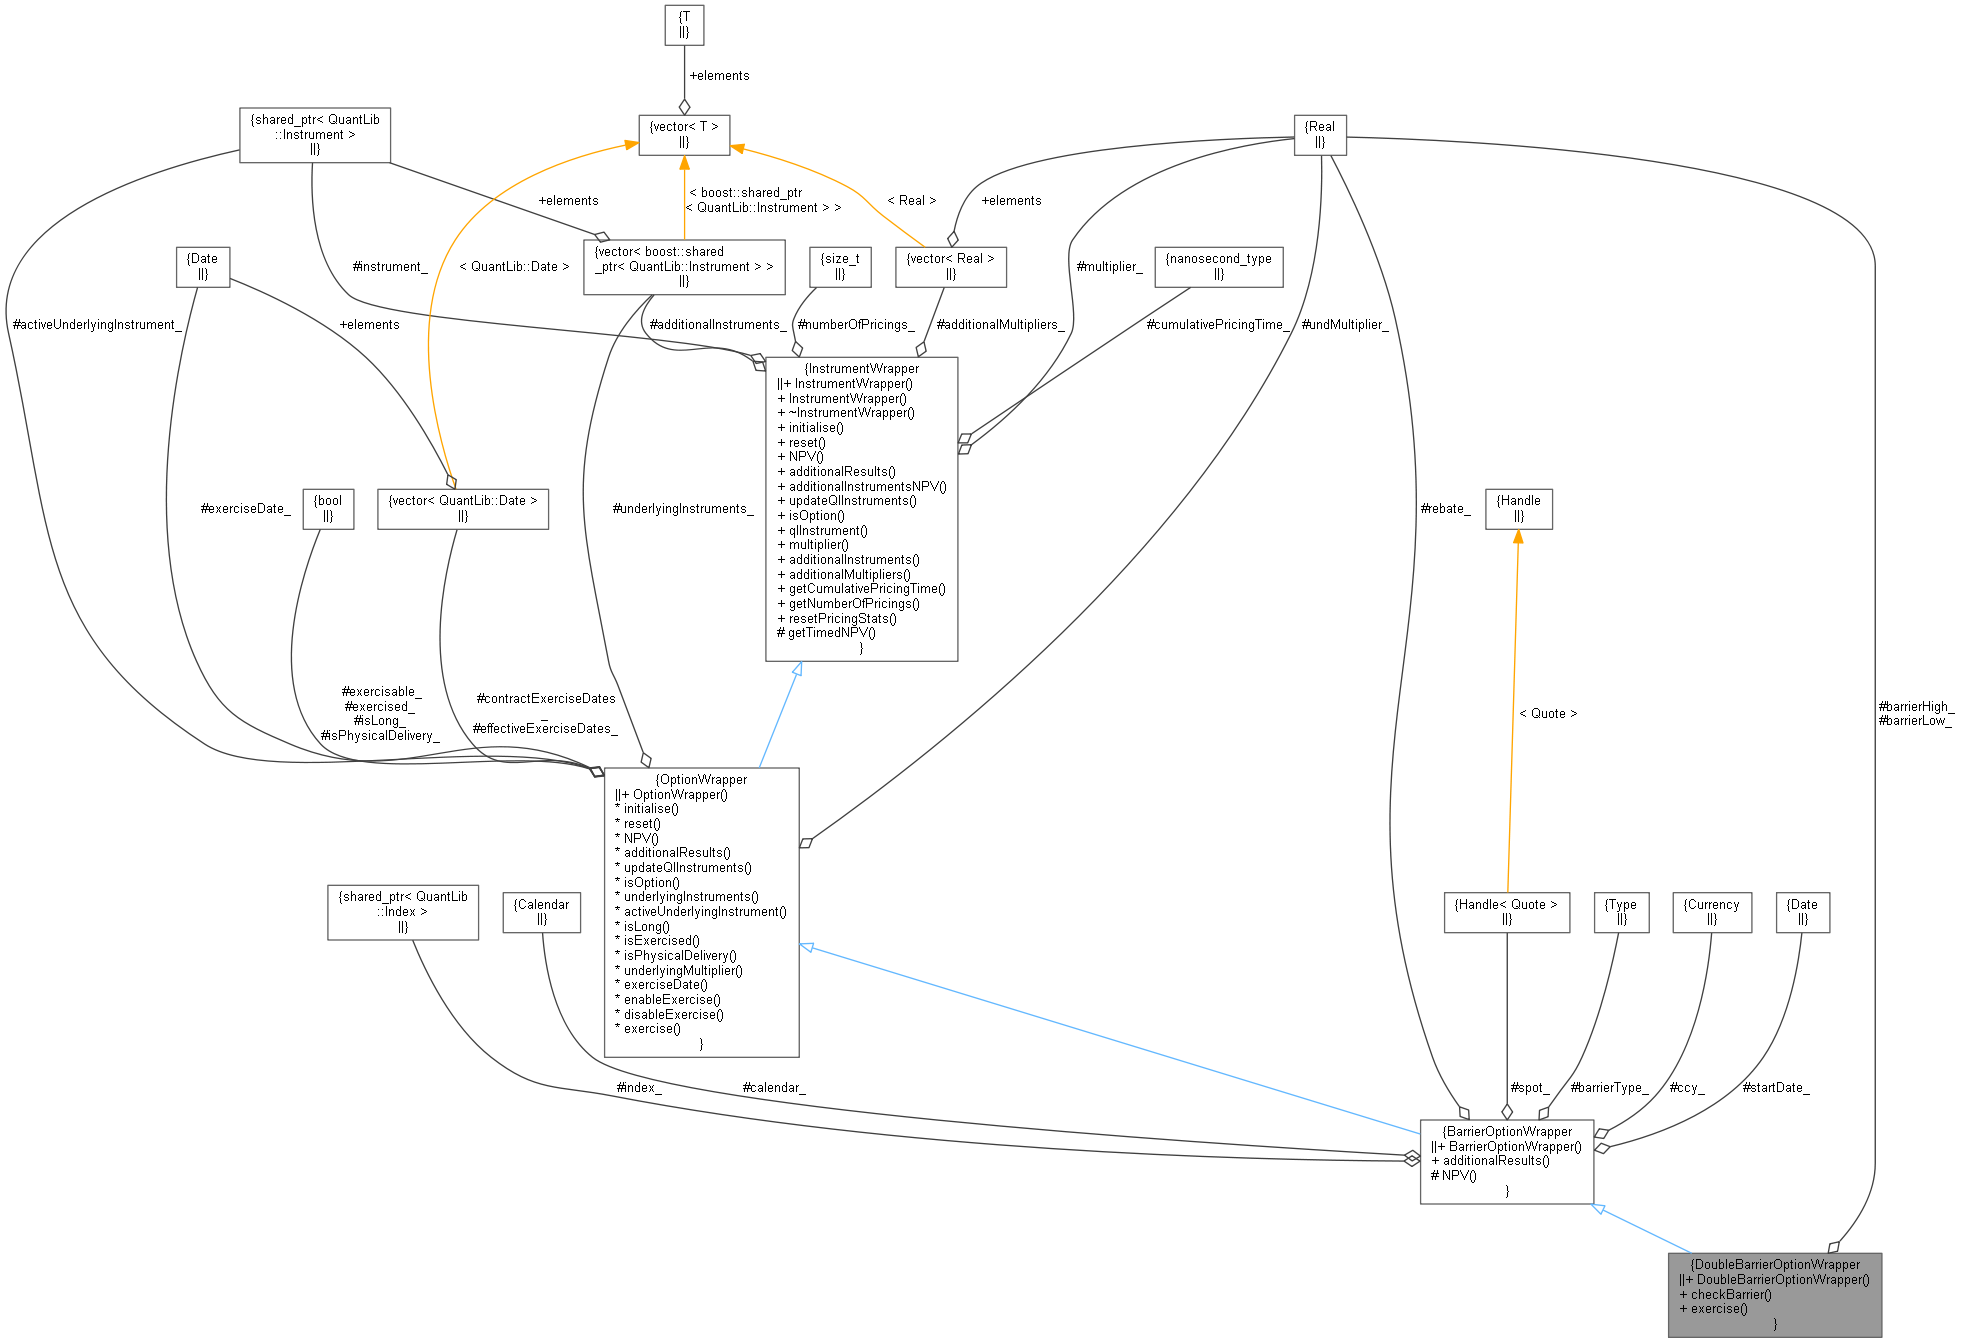 {T
||}
+elements
{shared_ptr< QuantLib
::Instrument >
||}
{vector< T >
||}
{Real
||}
< boost::shared_ptr
< QuantLib::Instrument > >
+elements
< Real >
+elements
{Date
||}
#instrument_
< QuantLib::Date >
{vector< boost::shared
_ptr< QuantLib::Instrument > >
||}
{size_t
||}
{vector< Real >
||}
#multiplier_
{nanosecond_type
||}
#activeUnderlyingInstrument_
+elements
#additionalInstruments_
#numberOfPricings_
#additionalMultipliers_
#cumulativePricingTime_
#undMultiplier_
{InstrumentWrapper
||+ InstrumentWrapper()
+ InstrumentWrapper()
+ ~InstrumentWrapper()
+ initialise()
+ reset()
+ NPV()
+ additionalResults()
+ additionalInstrumentsNPV()
+ updateQlInstruments()
+ isOption()
+ qlInstrument()
+ multiplier()
+ additionalInstruments()
+ additionalMultipliers()
+ getCumulativePricingTime()
+ getNumberOfPricings()
+ resetPricingStats()
# getTimedNPV()
}
#exerciseDate_
{bool
||}
{vector< QuantLib::Date >
||}
#underlyingInstruments_
#rebate_
{Handle
||}
#exercisable_
#exercised_
#isLong_
#isPhysicalDelivery_
#contractExerciseDates
_
#effectiveExerciseDates_
< Quote >
#barrierHigh_
#barrierLow_
{OptionWrapper
||+ OptionWrapper()
* initialise()
* reset()
* NPV()
* additionalResults()
* updateQlInstruments()
* isOption()
* underlyingInstruments()
* activeUnderlyingInstrument()
* isLong()
* isExercised()
* isPhysicalDelivery()
* underlyingMultiplier()
* exerciseDate()
* enableExercise()
* disableExercise()
* exercise()
}
{shared_ptr< QuantLib
::Index >
||}
{Calendar
||}
{Handle< Quote >
||}
{Type
||}
{Currency
||}
{Date
||}
#index_
#calendar_
#spot_
#barrierType_
#ccy_
#startDate_
{BarrierOptionWrapper
||+ BarrierOptionWrapper()
+ additionalResults()
# NPV()
}
{DoubleBarrierOptionWrapper
||+ DoubleBarrierOptionWrapper()
+ checkBarrier()
+ exercise()
}